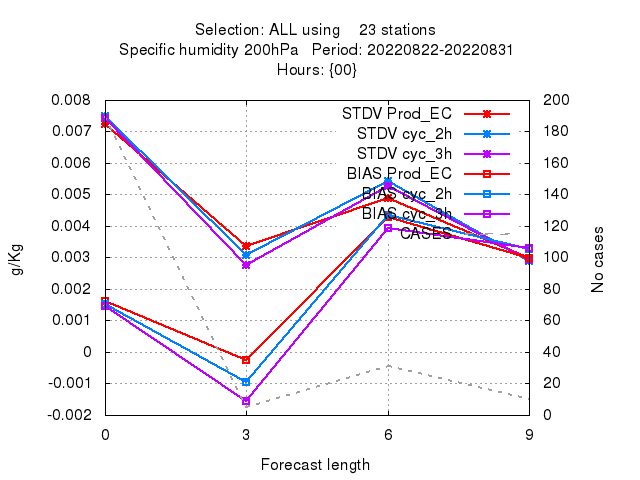 Selection: ALL using    23 stations
Specific humidity 200hPa   Period: 20220822-20220831
Hours: {00}
0.008
0.007
0.006
0.005
0.004
0.003
0.002
0.001
0
-0.001
-0.002
g/Kg
STDV Prod_EC
STDV cyc_2h
STDV cyc_3h
BIAS Prod_EC
BIAS cyc_2h
BIAS cyc_3h
CASES
200
180
160
140
120
100
80
60
40
20
0
No cases
0
3
6
9
Forecast length